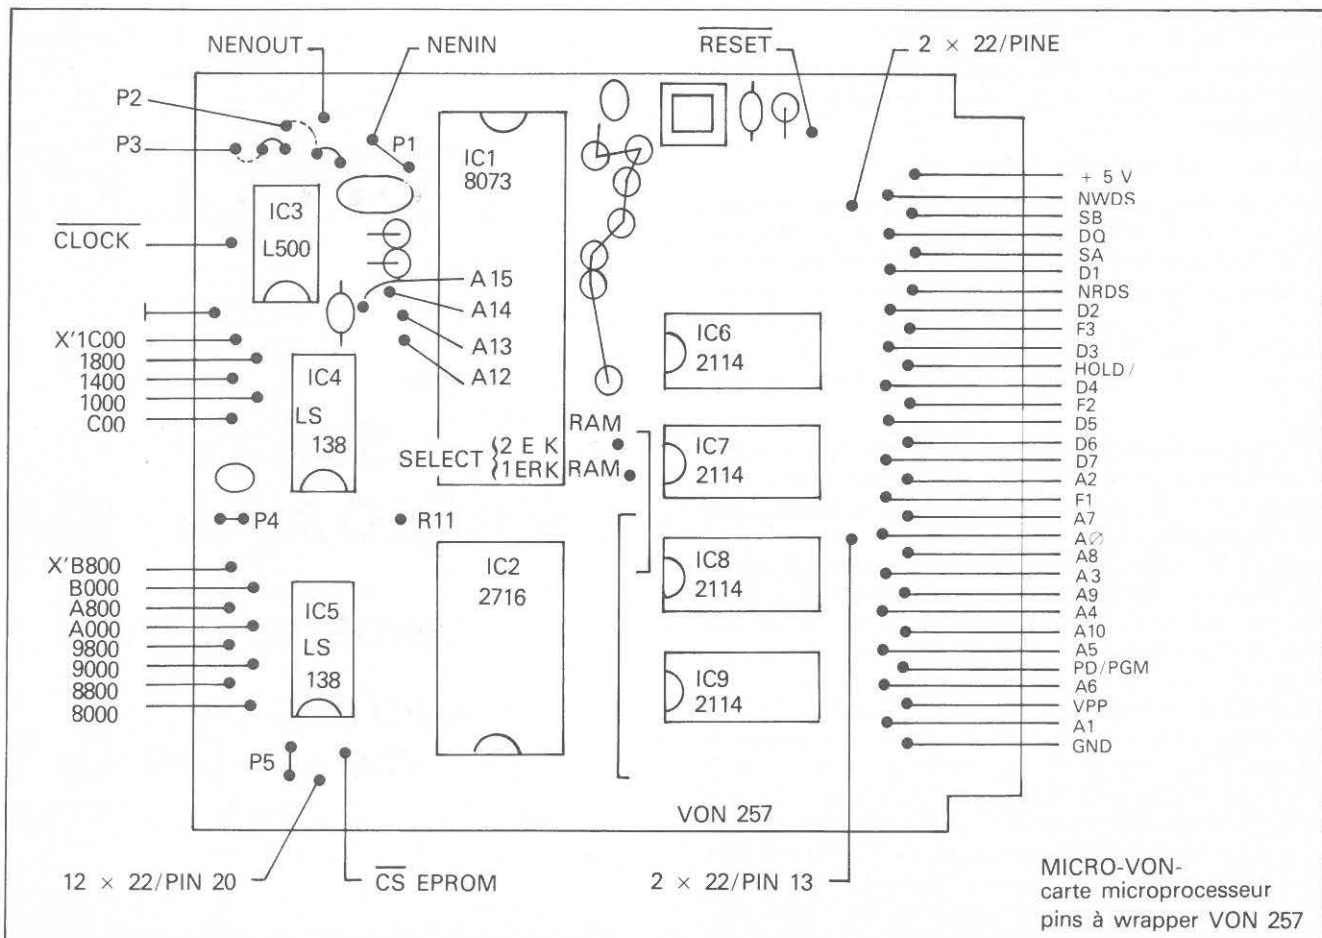 NENOUT
NENIN
RESET
2 × 22/PINE
P2
P3
P1
IC1
8073
IC3
L500
CLOCK
A15
A14
A13
A12
X'1C00
1800
1400
1000
C00
IC4
LS
138
SELECT
2 E K RAM
1ERK RAM
P4
R11
X'B800
B000
A800
A000
9800
9000
8800
8000
IC5
LS
138
IC2
2716
P5
IC6
2114
IC7
2114
IC8
2114
IC9
2114
+ 5 V
NWDS
SB
DQ
SA
D1
NRDS
D2
F3
D3
HOLD/
D4
F2
D5
D6
D7
A2
F1
A7
A∅
A8
A3
A9
A4
A10
A5
PD/PGM
A6
VPP
A1
GND
VON 257
12 × 22/PIN 20
CS EPROM
2 × 22/PIN 13
MICRO-VON-
carte microprocesseur
pins à wrapper VON 257